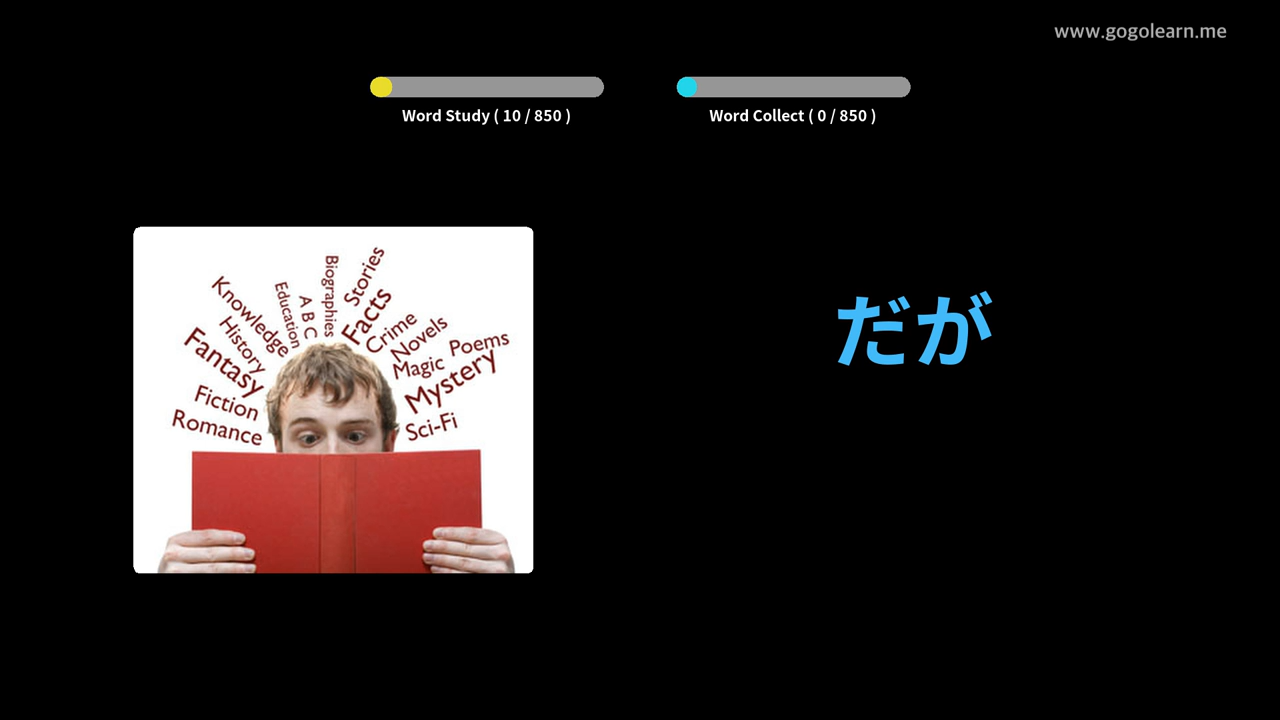 www.gogolearn.me
Word Study ( 10 / 850 )
Word Collect ( 0 / 850 )
Knowledge
History
Fantasy
Fiction
Romance
Education
A B C
Biographies
Stories
Facts
Crime
Novels
Magic
Poems
Mystery
Sci-Fi
だが